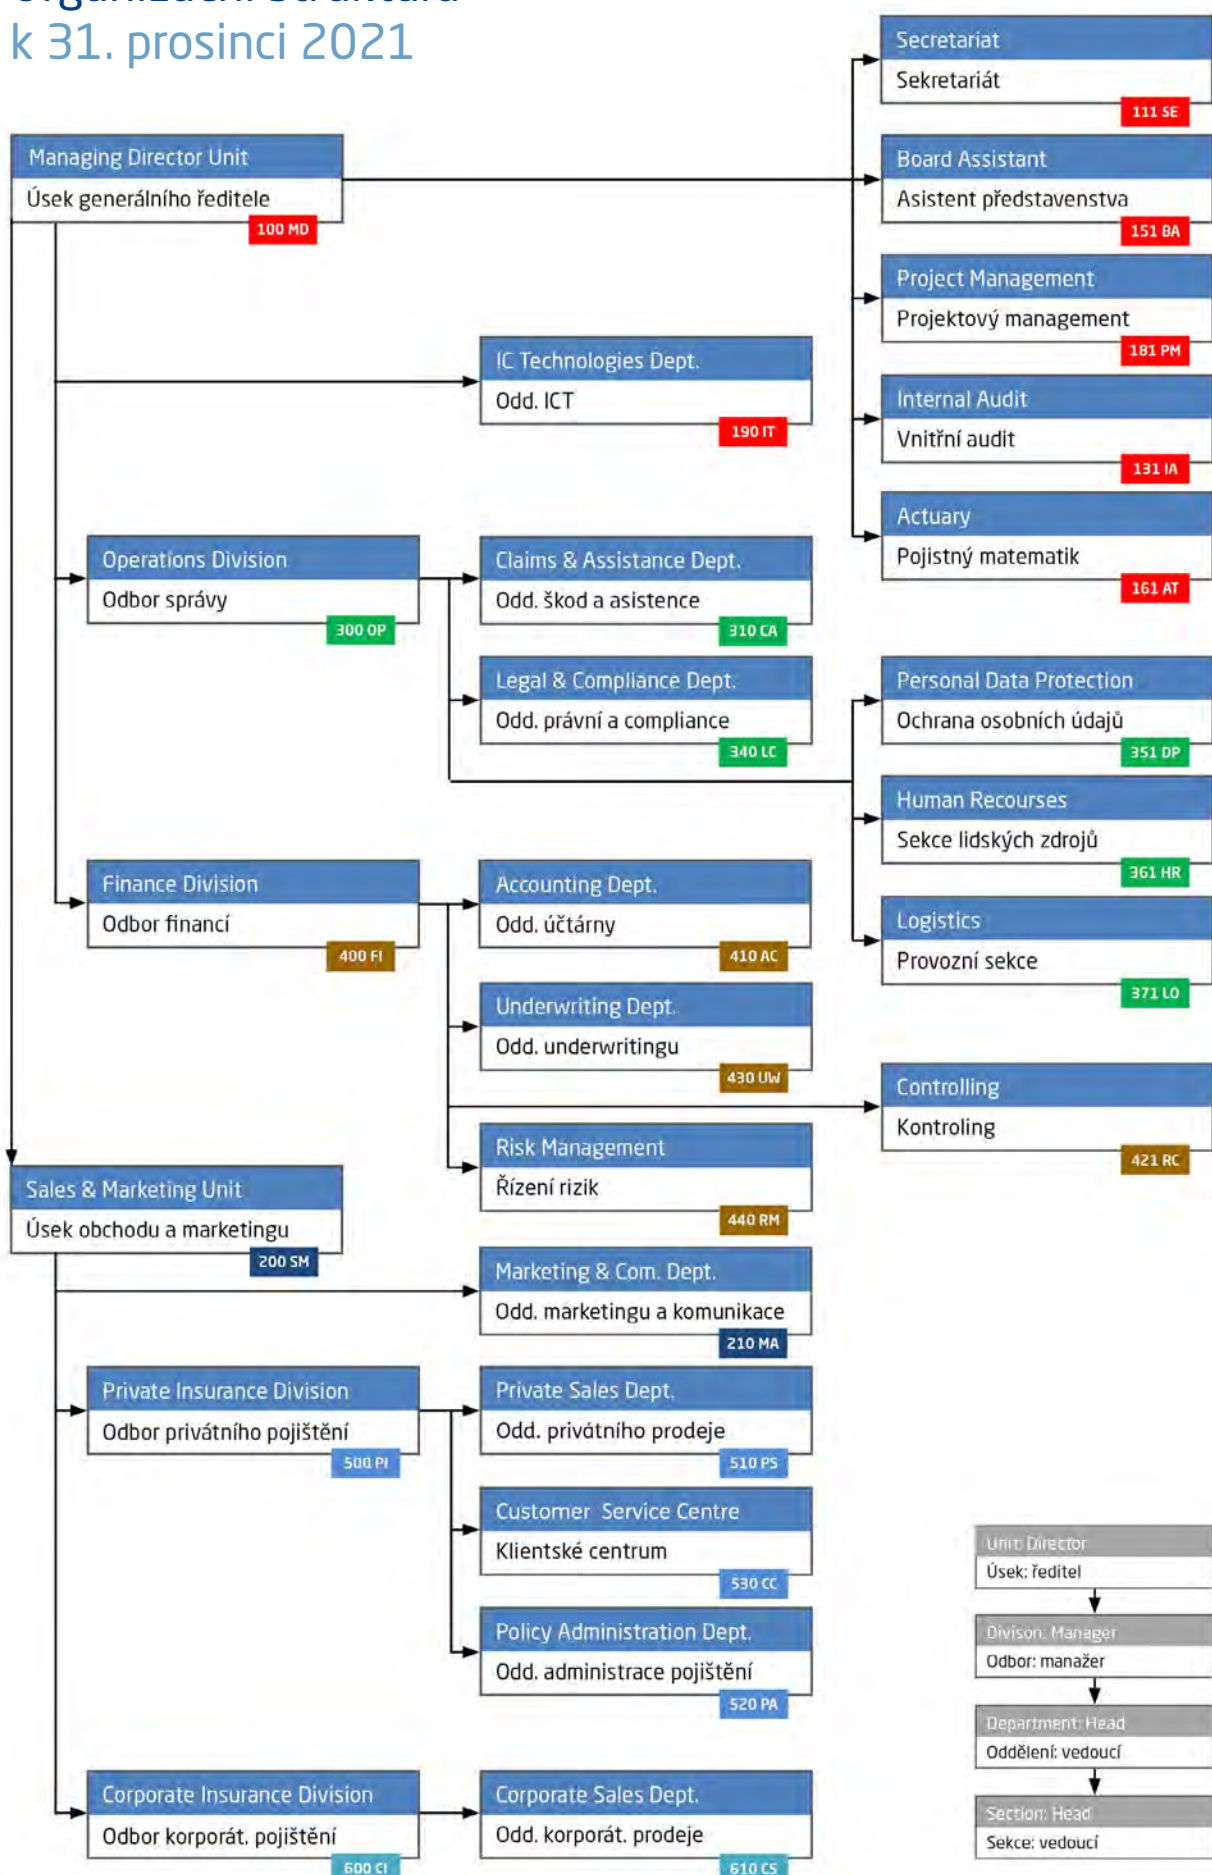 k 31. prosinci 2021
Secretariat
Sekretariát
111 SE
Managing Director Unit
Úsek generálního ředitele
100 MD
Board Assistant
Asistent představenstva
151 BA
Project Management
Projektový management
181 PM
IC Technologies Dept.
Odd. ICT
190 IT
Internal Audit
Vnitřní audit
131 IA
Actuary
Pojistný matematik
161 AT
Operations Division
Odbor správy
300 OP
Claims & Assistance Dept.
Odd. škod a asistence
310 CA
Legal & Compliance Dept.
Odd. právní a compliance
340 LC
Personal Data Protection
Ochrana osobních údajů
351 DP
Human Recourses
Sekce lidských zdrojů
361 HR
Finance Division
Odbor financí
400 FI
Accounting Dept.
Odd. účtárny
410 AC
Logistics
Provozní sekce
371 LO
Underwriting Dept.
Odd. underwritingu
430 UW
Controlling
Kontroling
421 RC
Risk Management
Řízení rizik
440 RM
Sales & Marketing Unit
Úsek obchodu a marketingu
200 SM
Marketing & Com. Dept.
Odd. marketingu a komunikace
210 MA
Private Insurance Division
Odbor privátního pojištění
500 PI
Private Sales Dept.
Odd. privátního prodeje
510 PS
Customer Service Centre
Klientské centrum
530 CC
Policy Administration Dept.
Odd. administrace pojištění
520 PA
Corporate Insurance Division
Odbor korporát. pojištění
600 CI
Corporate Sales Dept.
Odd. korporát. prodeje
610 CS
Unit: Director
Úsek: ředitel
Divison: Manager
Odbor: manažer
Department: Head
Oddělení: vedoucí
Section: Head
Sekce: vedoucí